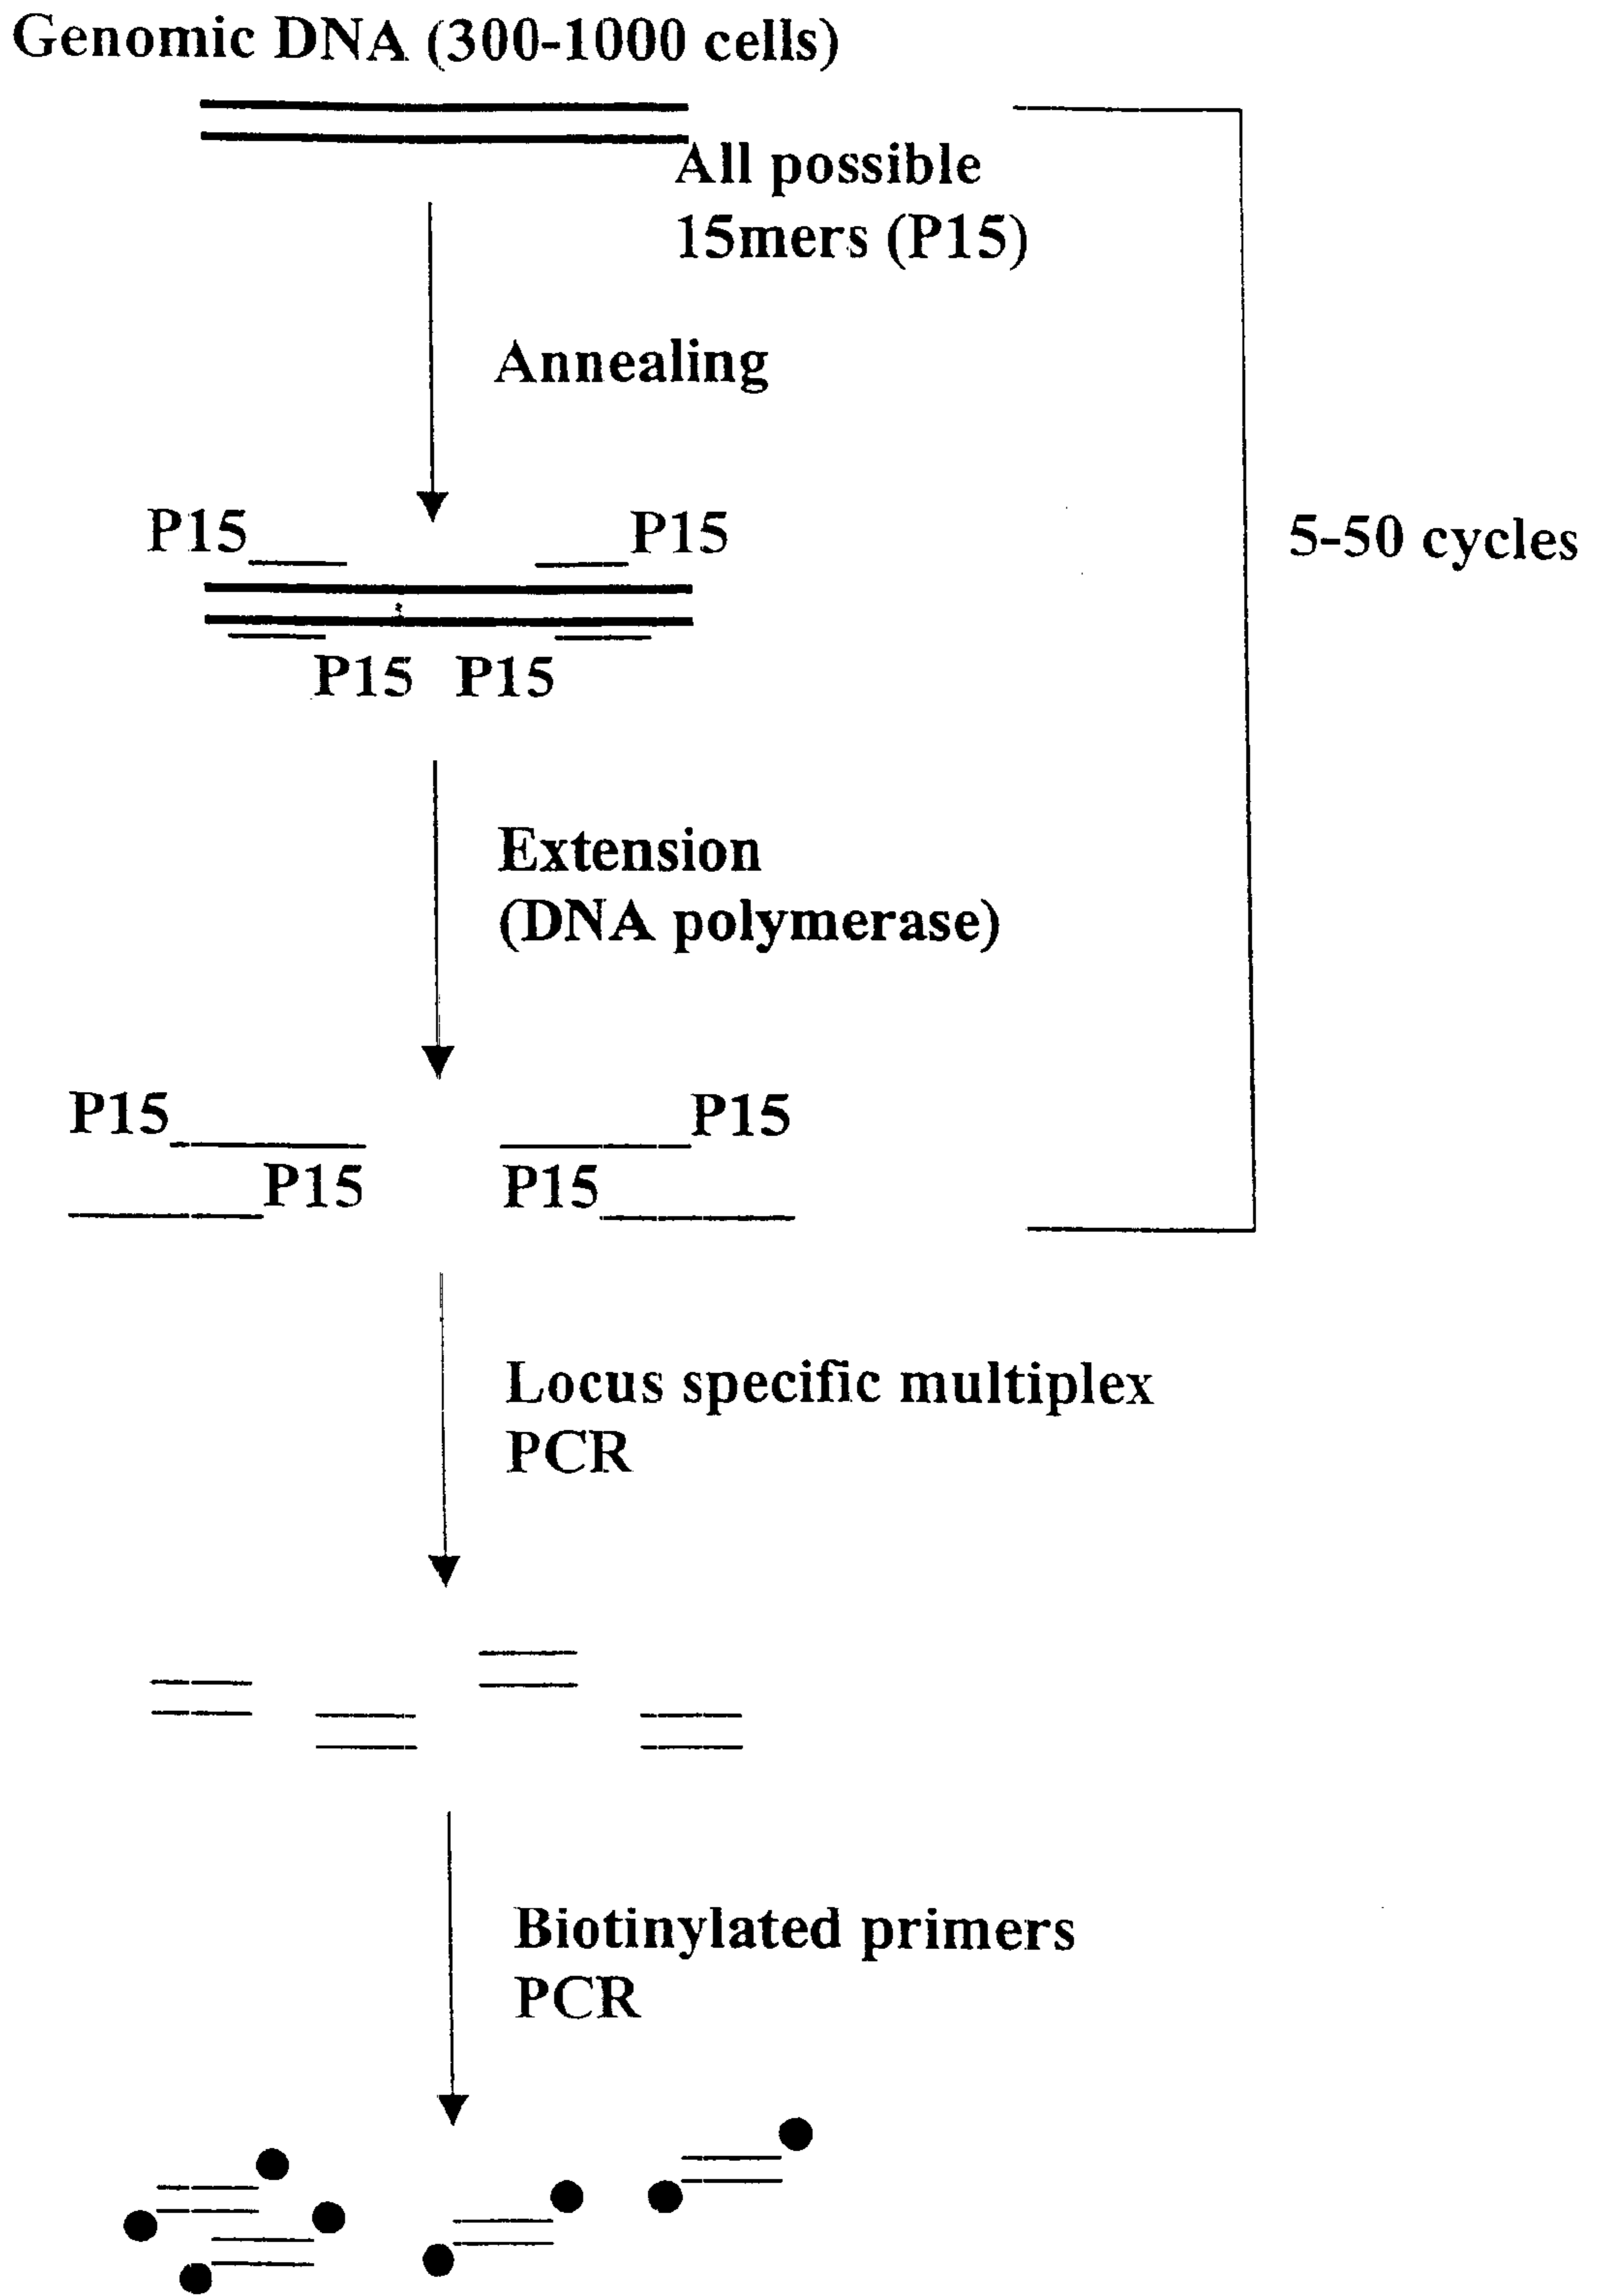 Genomic DNA (300-1000 cells)
All possible
15mers (P15)
Annealing
5-50 cycles
P15 P15
P15 P15
Extension
(DNA polymerase)
P15 P15
P15 P15
Locus specific multiplex
PCR
Biotinylated primers
PCR